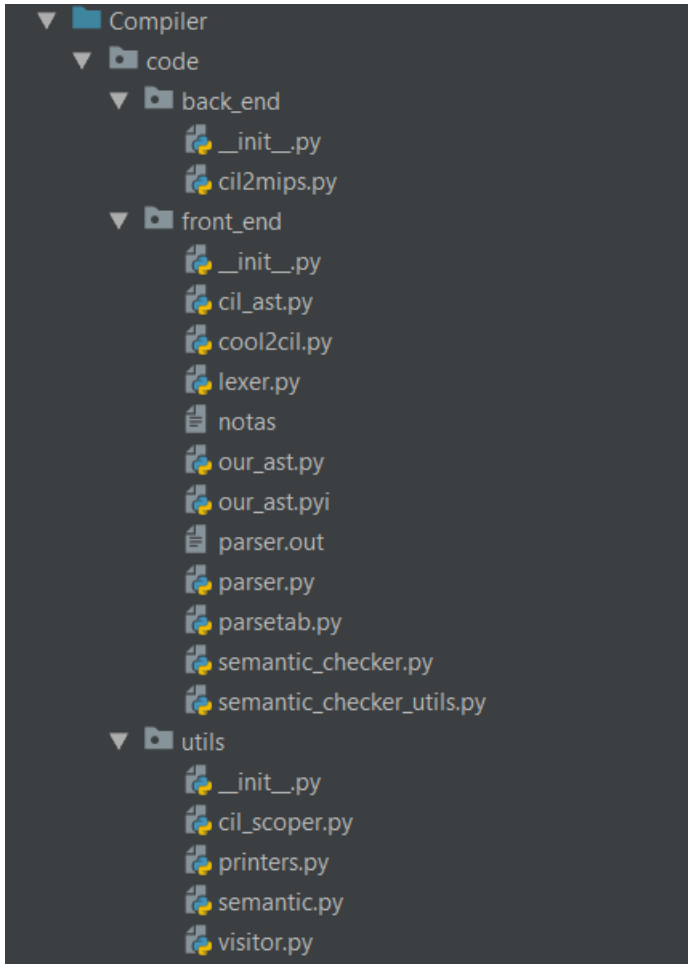 Compiler
code
back_end
__init__.py
cil2mips.py
front_end
__init__.py
cil_ast.py
cool2cil.py
lexer.py
notas
our_ast.py
our_ast.pyi
parser.out
parser.py
parsetab.py
semantic_checker.py
semantic_checker_utils.py
utils
__init__.py
cil_scoper.py
printers.py
semantic.py
visitor.py